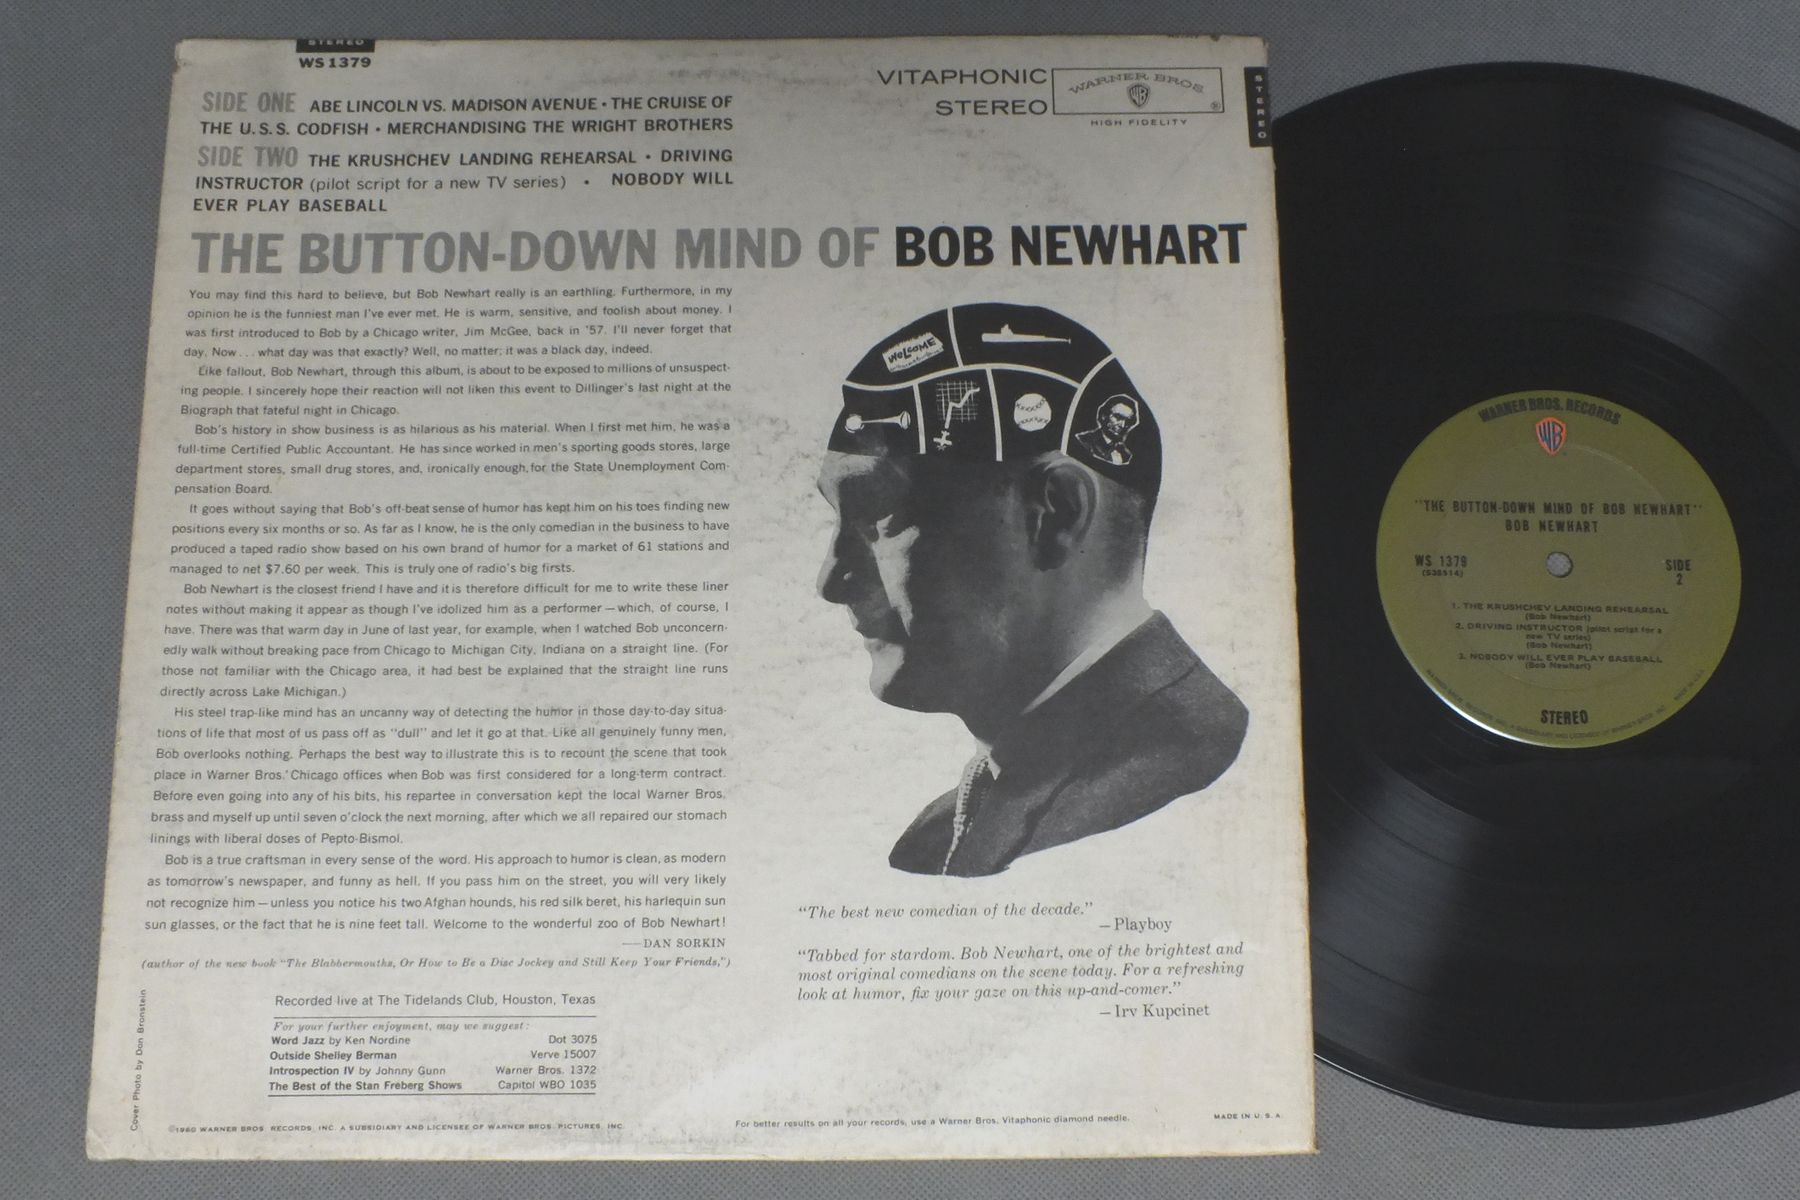 STEREO
WS 1379
SIDE ONE ABE LINCOLN VS. MADISON AVENUE • THE CRUISE OF
THE U.S.S. CODFISH • MERCHANDISING THE WRIGHT BROTHERS
SIDE TWO THE KRUSHCHEV LANDING REHEARSAL • DRIVING
INSTRUCTOR (pilot script for a new TV series) • NOBODY WILL
EVER PLAY BASEBALL
VITAPHONIC
STEREO
WARNER BROS
WB
®
HIGH FIDELITY
STEREO
THE BUTTON-DOWN MIND OF BOB NEWHART
You may find this hard to believe, but Bob Newhart really is an earthling. Furthermore, in my
opinion he is the funniest man I've ever met. He is warm, sensitive, and foolish about money. I
was first introduced to Bob by a Chicago writer, Jim McGee, back in '57. I'll never forget that
day. Now . . . what day was that exactly? Well, no matter; it was a black day, indeed.
Like fallout, Bob Newhart, through this album, is about to be exposed to millions of unsuspect-
ing people. I sincerely hope their reaction will not liken this event to Dillinger's last night at the
Biograph that fateful night in Chicago.
Bob's history in show business is as hilarious as his material. When I first met him, he was a
full-time Certified Public Accountant. He has since worked in men's sporting goods stores, large
department stores, small drug stores, and, ironically enough, for the State Unemployment Com-
pensation Board.
It goes without saying that Bob's off-beat sense of humor has kept him on his toes finding new
positions every six months or so. As far as I know, he is the only comedian in the business to have
produced a taped radio show based on his own brand of humor for a market of 61 stations and
managed to net $7.60 per week. This is truly one of radio's big firsts.
Bob Newhart is the closest friend I have and it is therefore difficult for me to write these liner
notes without making it appear as though I've idolized him as a performer — which, of course, I
have. There was that warm day in June of last year, for example, when I watched Bob unconcern-
edly walk without breaking pace from Chicago to Michigan City, Indiana on a straight line. (For
those not familiar with the Chicago area, it had best be explained that the straight line runs
directly across Lake Michigan.)
His steel trap-like mind has an uncanny way of detecting the humor in those day-to-day situa-
tions of life that most of us pass off as "dull" and let it go at that. Like all genuinely funny men,
Bob overlooks nothing. Perhaps the best way to illustrate this is to recount the scene that took
place in Warner Bros.' Chicago offices when Bob was first considered for a long-term contract.
Before even going into any of his bits, his repartee in conversation kept the local Warner Bros.
brass and myself up until seven o'clock the next morning, after which we all repaired our stomach
linings with liberal doses of Pepto-Bismol.
Bob is a true craftsman in every sense of the word. His approach to humor is clean, as modern
as tomorrow's newspaper, and funny as hell. If you pass him on the street, you will very likely
not recognize him — unless you notice his two Afghan hounds, his red silk beret, his harlequin sun
sun glasses, or the fact that he is nine feet tall. Welcome to the wonderful zoo of Bob Newhart!
—DAN SORKIN
(author of the new book "The Blabbermouths, Or How to Be a Disc Jockey and Still Keep Your Friends,")
Cover Photo by Don Bronstein
Recorded live at The Tidelands Club, Houston, Texas
For your further enjoyment, may we suggest:
Word Jazz by Ken Nordine Dot 3075
Outside Shelley Berman Verve 15007
Introspection IV by Johnny Gunn Warner Bros. 1372
The Best of the Stan Freberg Shows Capitol WBO 1035
©1960 WARNER BROS. RECORDS, INC. A SUBSIDIARY AND LICENSEE OF WARNER BROS. PICTURES, INC.
WELCOME
"The best new comedian of the decade."
—Playboy
"Tabbed for stardom. Bob Newhart, one of the brightest and
most original comedians on the scene today. For a refreshing
look at humor, fix your gaze on this up-and-comer."
—Irv Kupcinet
For better results on all your records, use a Warner Bros. Vitaphonic diamond needle.
MADE IN U.S.A.
WARNER BROS. RECORDS
WB
"THE BUTTON-DOWN MIND OF BOB NEWHART"
BOB NEWHART
WS 1379
(S35514)
SIDE
2
1. THE KRUSHCHEV LANDING REHEARSAL
(Bob Newhart)
2. DRIVING INSTRUCTOR (pilot script for a
new TV series)
(Bob Newhart)
3. NOBODY WILL EVER PLAY BASEBALL
(Bob Newhart)
STEREO